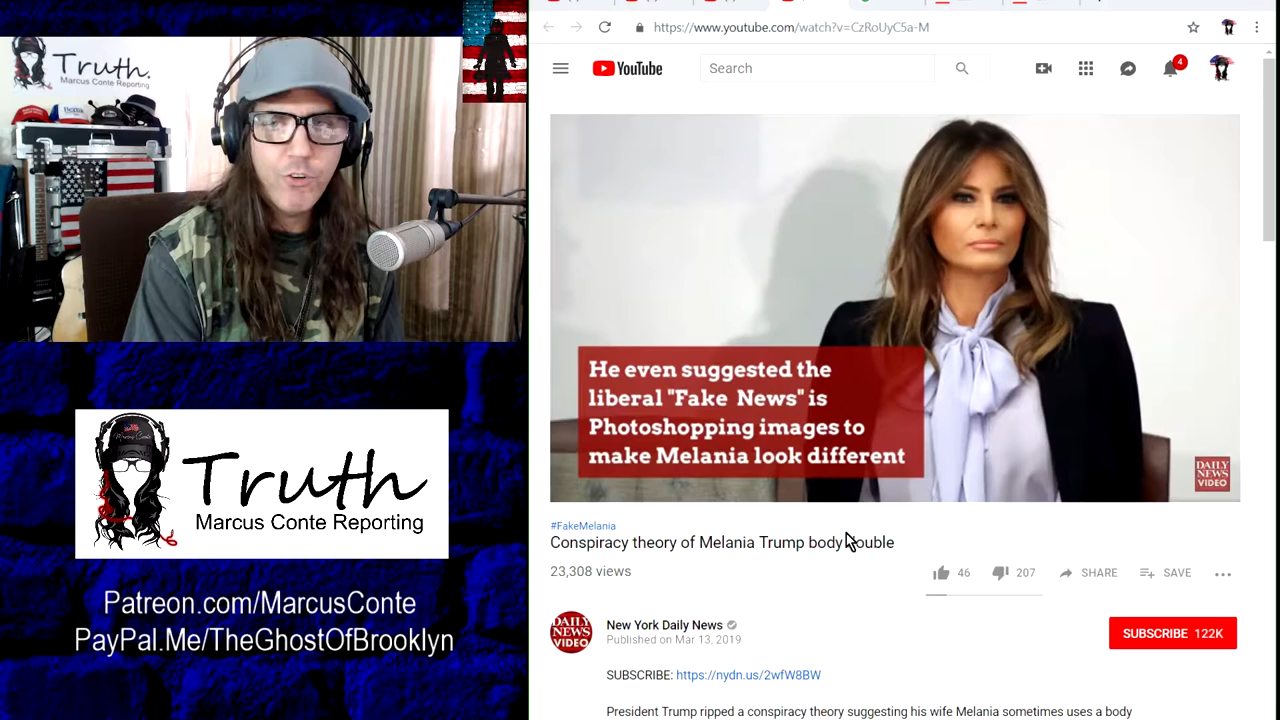 Truth.
Marcus Conte Reporting
Truth
Marcus Conte Reporting
Patreon.com/MarcusConte
PayPal.Me/TheGhostOfBrooklyn
https://www.youtube.com/watch?v=CzRoUyC5a-M
YouTube
Search
4
He even suggested the
liberal "Fake News" is
Photoshopping images to
make Melania look different
DAILY
NEWS
VIDEO
#FakeMelania
Conspiracy theory of Melania Trump body double
23,308 views
46
207
SHARE
SAVE
DAILY
NEWS
VIDEO
New York Daily News
Published on Mar 13, 2019
SUBSCRIBE 122K
SUBSCRIBE: https://nydn.us/2wfW8BW
President Trump ripped a conspiracy theory suggesting his wife Melania sometimes uses a body